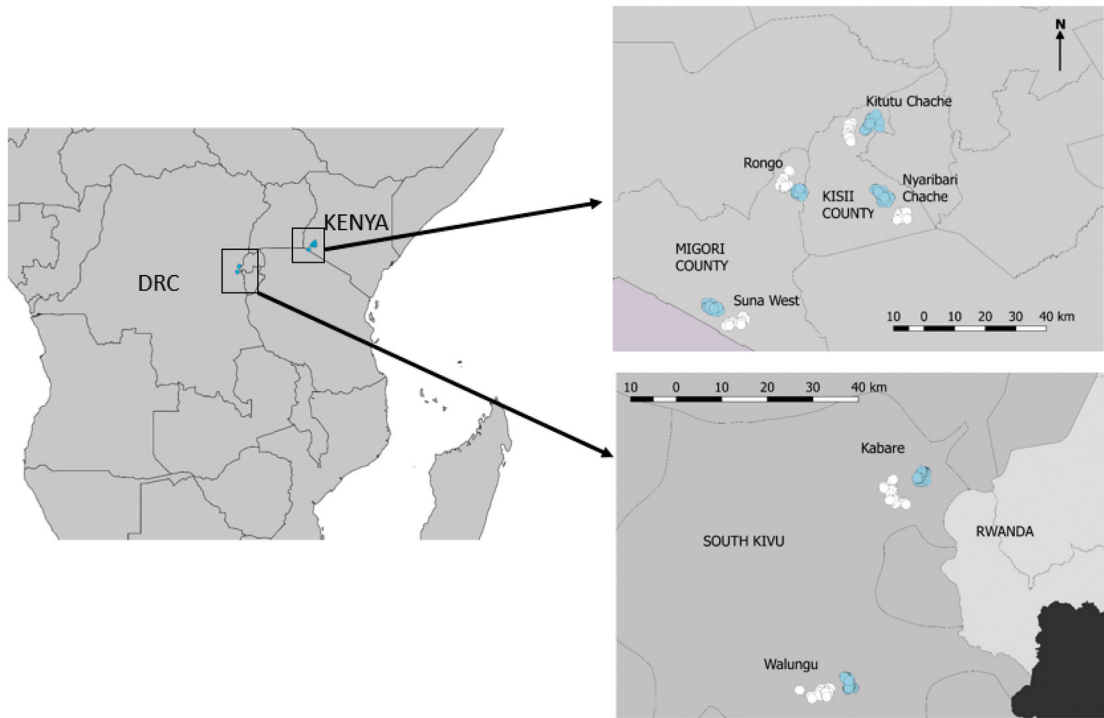 KENYA
DRC
N
Kitutu Chache
Rongo
Nyaribari
Chache
KISII
COUNTY
MIGORI
COUNTY
Suna West
10 0 10 20 30 40 km
10 0 10 20 30 40 km
Kabare
SOUTH KIVU
RWANDA
Walungu